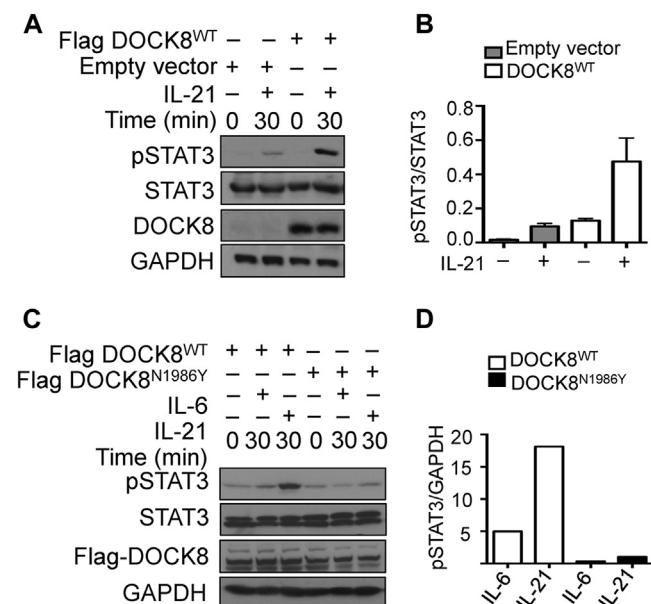 A
Flag DOCK8WT – – + +
Empty vector + + – –
IL-21 – + – +
Time (min) 0 30 0 30
pSTAT3
STAT3
DOCK8
GAPDH
B
Empty vector
DOCK8WT
pSTAT3/STAT3
0.8
0.6
0.4
0.2
0.0
IL-21 – + – +
C
Flag DOCK8WT + + + – – –
Flag DOCK8N1986Y – – – + + +
IL-6 – + – – + –
IL-21 – – + – – +
Time (min) 0 30 30 0 30 30
pSTAT3
STAT3
Flag-DOCK8
GAPDH
D
DOCK8WT
DOCK8N1986Y
pSTAT3/GAPDH
20
15
10
5
IL-6 IL-21 IL-6 IL-21